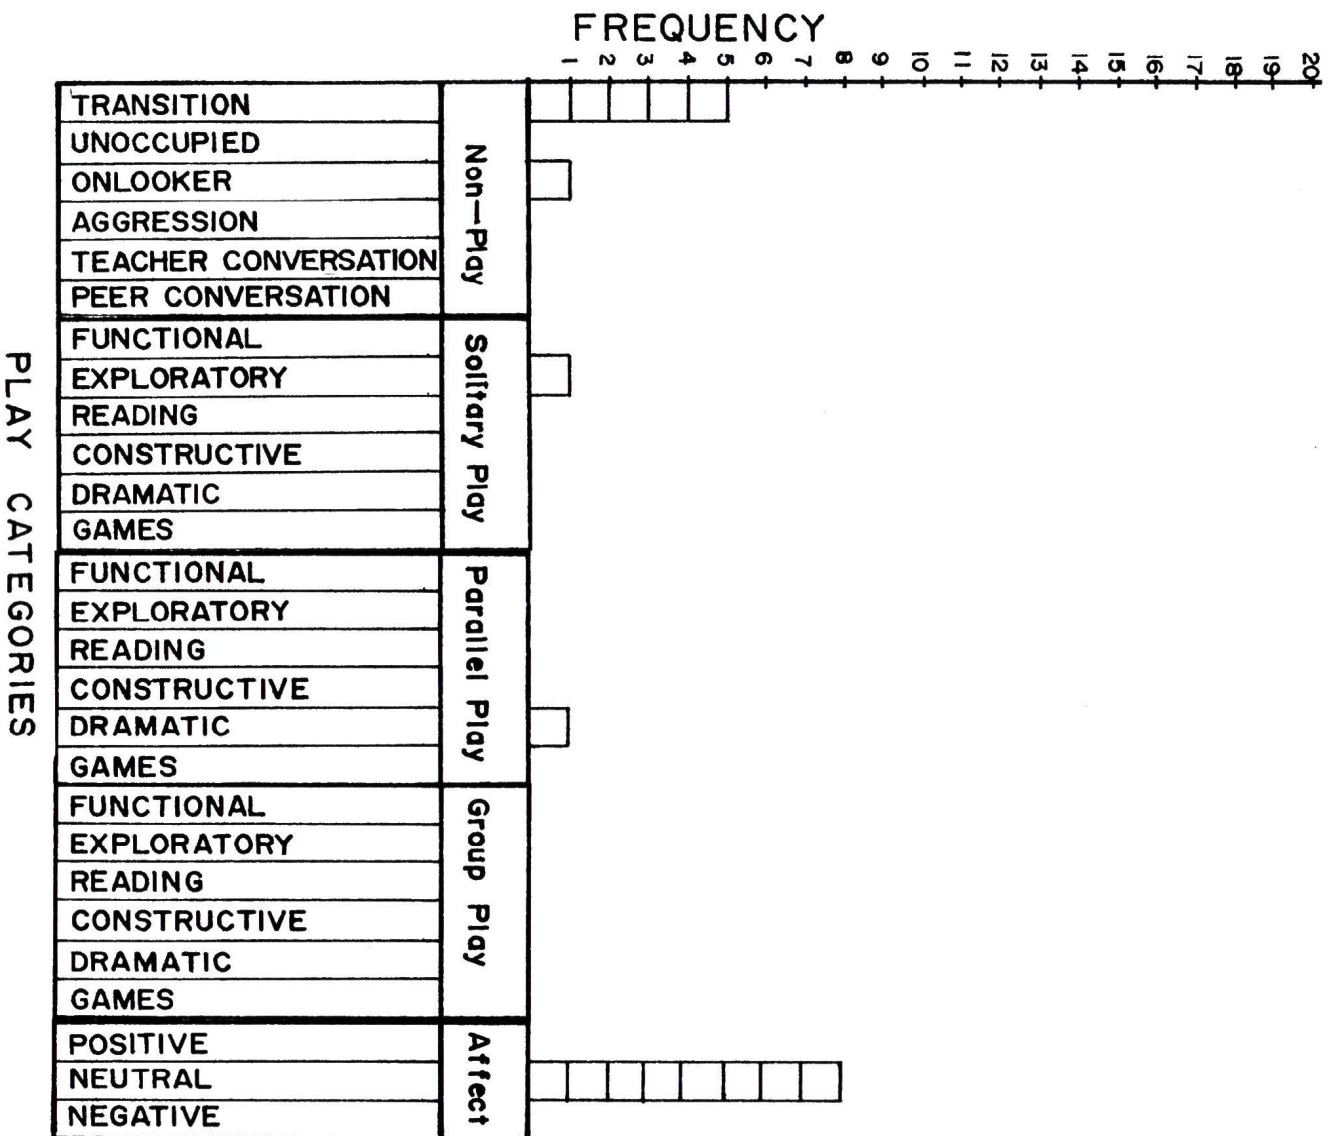 FREQUENCY
1 2 3 4 5 6 7 8 9 10 11 12 13 14 15 16 17 18 19 20
PLAY CATEGORIES
Non-Play
TRANSITION
UNOCCUPIED
ONLOOKER
AGGRESSION
TEACHER CONVERSATION
PEER CONVERSATION
Solitary Play
FUNCTIONAL
EXPLORATORY
READING
CONSTRUCTIVE
DRAMATIC
GAMES
Parallel Play
FUNCTIONAL
EXPLORATORY
READING
CONSTRUCTIVE
DRAMATIC
GAMES
Group Play
FUNCTIONAL
EXPLORATORY
READING
CONSTRUCTIVE
DRAMATIC
GAMES
Affect
POSITIVE
NEUTRAL
NEGATIVE